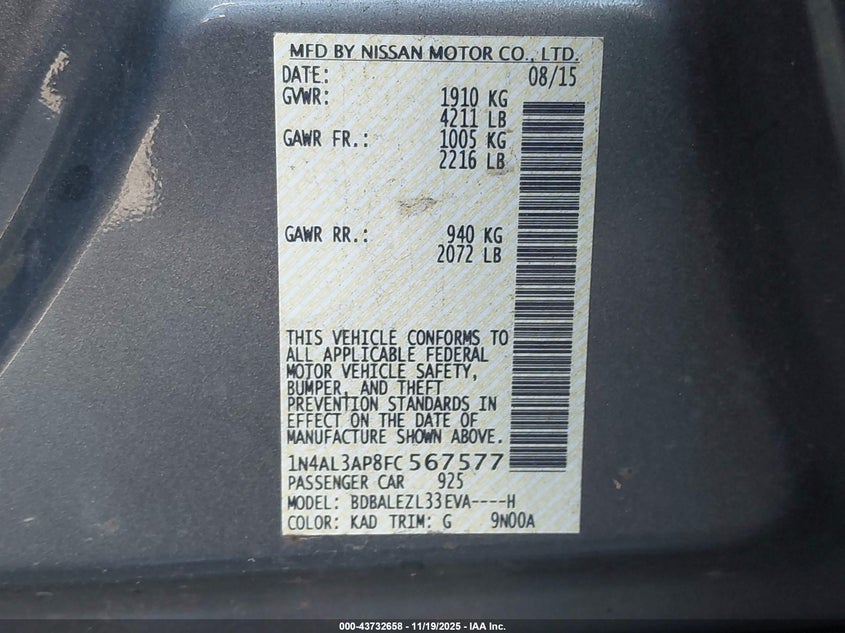 MFD BY NISSAN MOTOR CO., LTD.
DATE: 08/15
GVWR: 1910 KG
4211 LB
GAWR FR.: 1005 KG
2216 LB
GAWR RR.: 940 KG
2072 LB
THIS VEHICLE CONFORMS TO
ALL APPLICABLE FEDERAL
MOTOR VEHICLE SAFETY,
BUMPER, AND THEFT
PREVENTION STANDARDS IN
EFFECT ON THE DATE OF
MANUFACTURE SHOWN ABOVE.
1N4AL3AP8FC 567577
PASSENGER CAR 925
MODEL: BDBALEZL33EVA----H
COLOR: KAD TRIM: G 9N00A
000-43732658 - 11/19/2025 - IAA Inc.